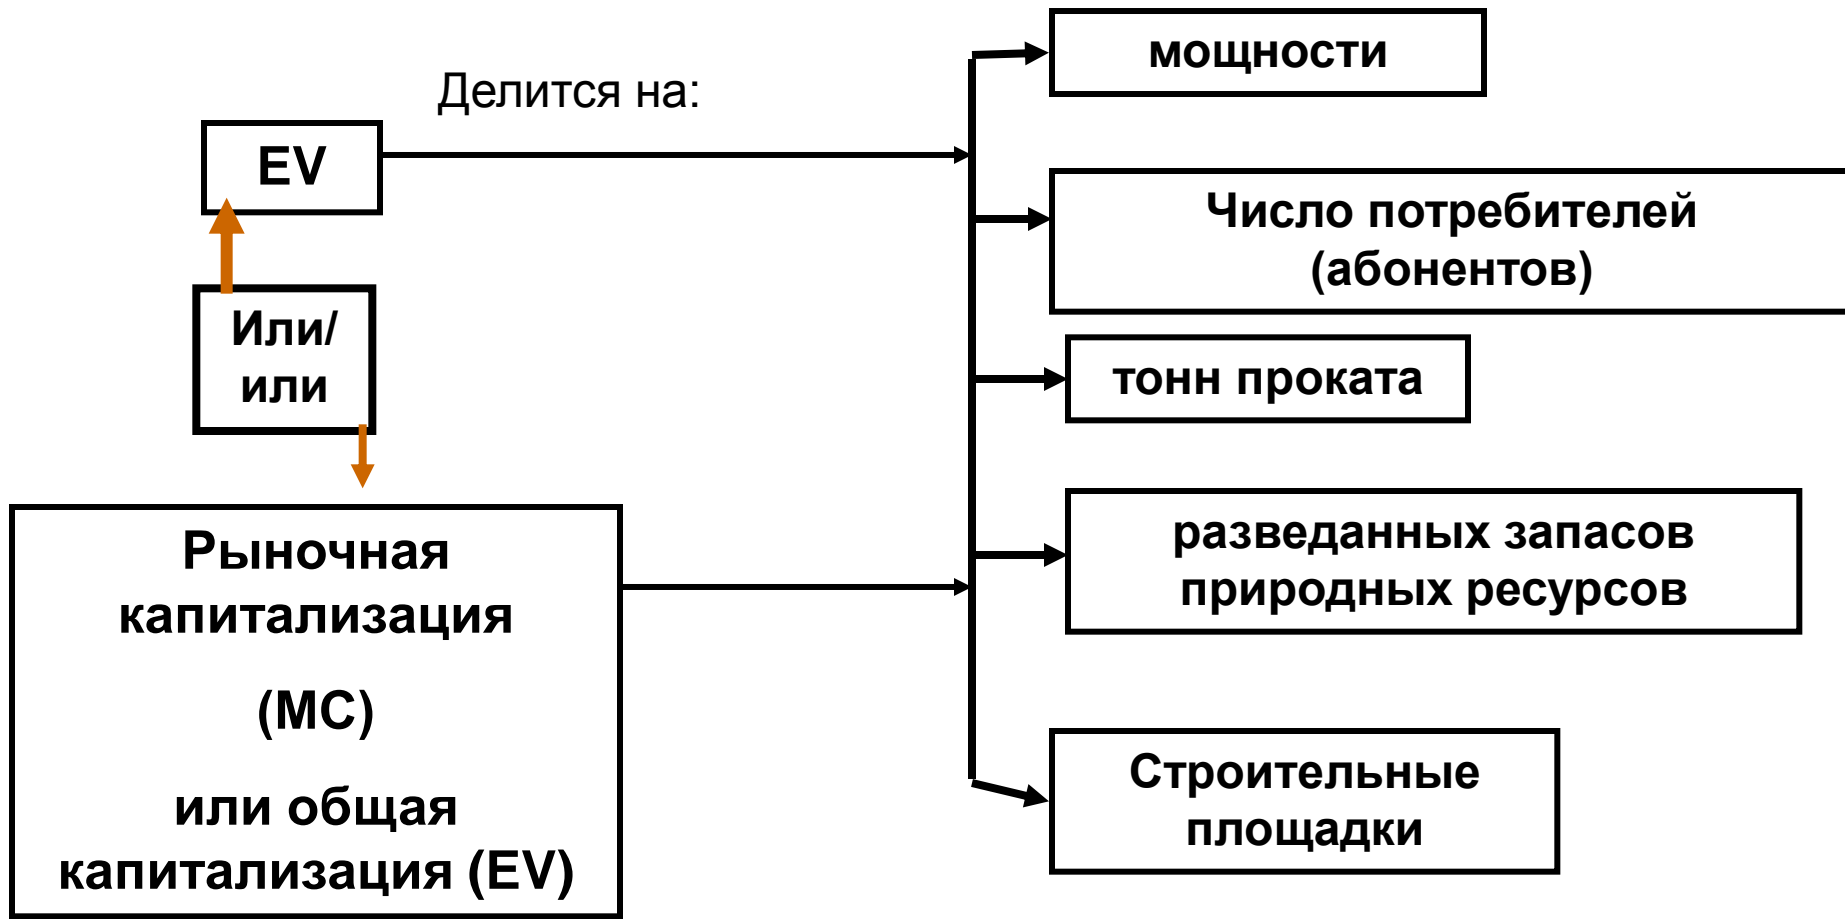 Делится на:
EV
Или/
или
Рыночная
капитализация
(МС)
или общая
капитализация (EV)
мощности
Число потребителей
(абонентов)
тонн проката
разведанных запасов
природных ресурсов
Строительные
площадки